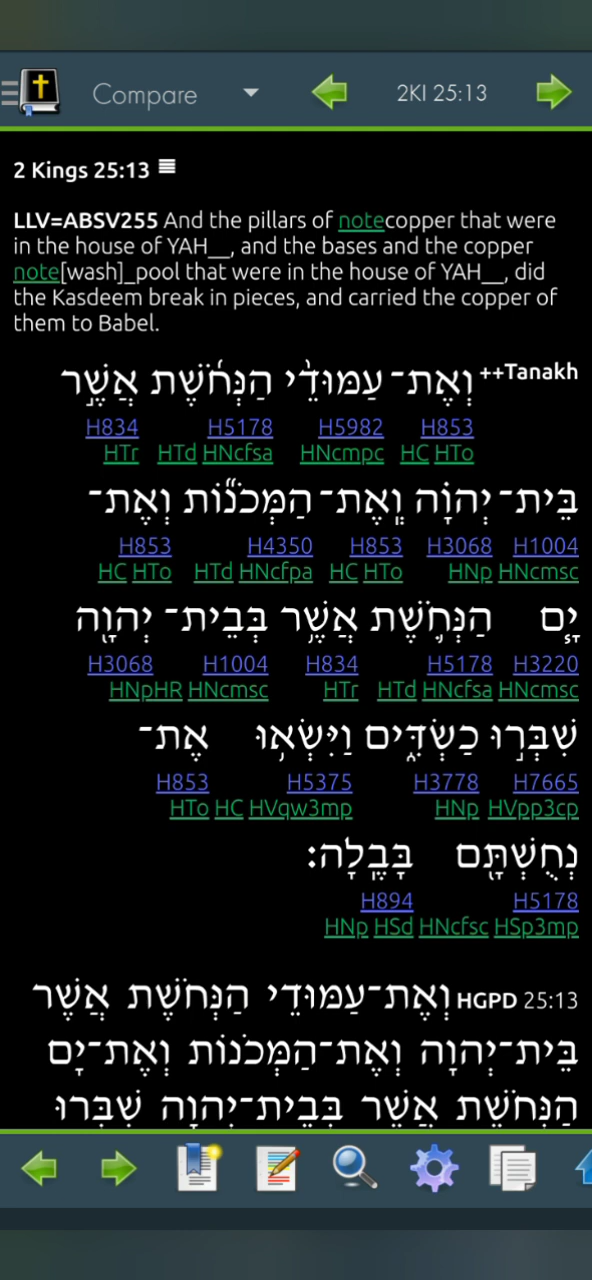 Compare
2KI 25:13
2 Kings 25:13
LLV=ABSV255 And the pillars of notecopper that were
in the house of YAH__, and the bases and the copper
note[wash]_pool that were in the house of YAH__, did
the Kasdeem break in pieces, and carried the copper of
them to Babel.
++Tanakh וְאֶת־ עַמּוּדֵ֨י הַנְּחֹ֜שֶׁת אֲשֶׁ֣ר
H834 H5178 H5982 H853
HTr HTd HNcfsa HNcmpc HC HTo
בֵּית־ יְהוָ֗ה וְֽאֶת־ הַמְּכֹנ֞וֹת וְאֶת־
H853 H4350 H853 H3068 H1004
HC HTo HTd HNcfpa HC HTo HNp HNcmsc
יָ֧ם הַנְּחֹ֛שֶׁת אֲשֶׁ֥ר בְּבֵית־ יְהוָ֖ה
H3068 H1004 H834 H5178 H3220
HNpHR HNcmsc HTr HTd HNcfsa HNcmsc
שִׁבְּר֣וּ כַשְׂדִּ֑ים וַיִּשְׂא֥וּ אֶת־
H853 H5375 H3778 H7665
HTo HC HVqw3mp HNp HVpp3cp
נְחֻשְׁתָּ֖ם בָּבֶֽלָה׃
H894 H5178
HNp HSd HNcfsc HSp3mp
HGPD 25:13 וְאֶת־עַמּוּדֵי הַנְּחֹשֶׁת אֲשֶׁר
בֵּית־יְהוָה וְאֶת־הַמְּכֹנוֹת וְאֶת־יָם
הַנְּחֹשֶׁת אֲשֶׁר בְּבֵית־יְהוָה שִׁבְּרוּ